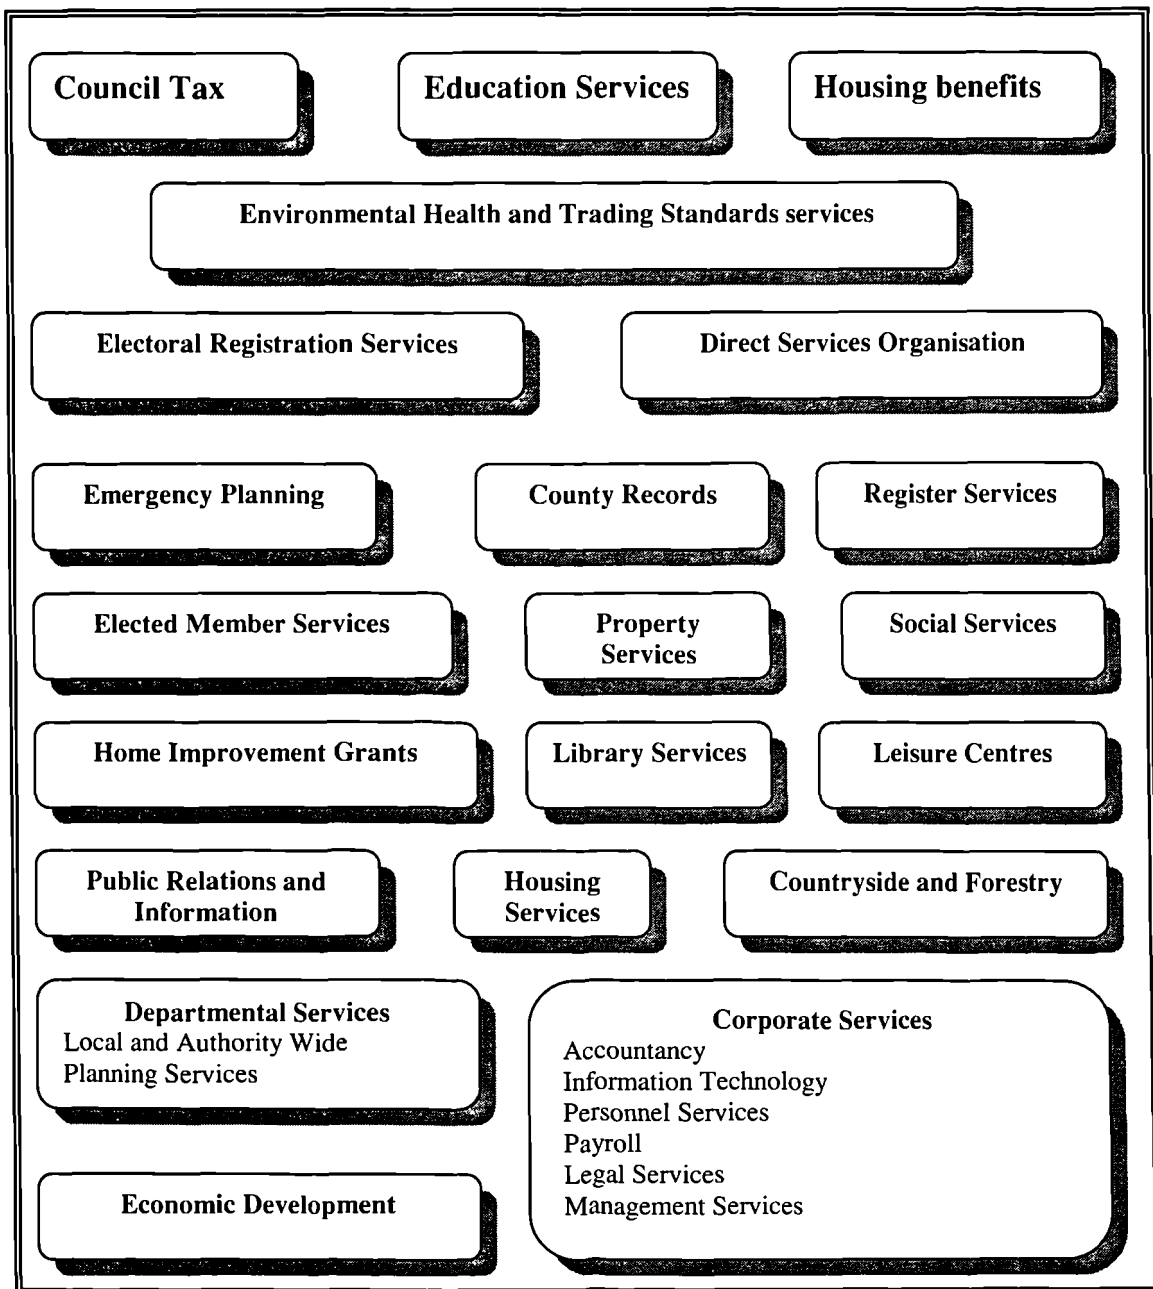 Council Tax
Education Services
Housing benefits
Environmental Health and Trading Standards services
Electoral Registration Services
Direct Services Organisation
Emergency Planning
County Records
Register Services
Elected Member Services
Property
Services
Social Services
Home Improvement Grants
Library Services
Leisure Centres
Public Relations and
Information
Housing
Services
Countryside and Forestry
Departmental Services
Local and Authority Wide
Planning Services
Corporate Services
Accountancy
Information Technology
Personnel Services
Payroll
Legal Services
Management Services
Economic Development